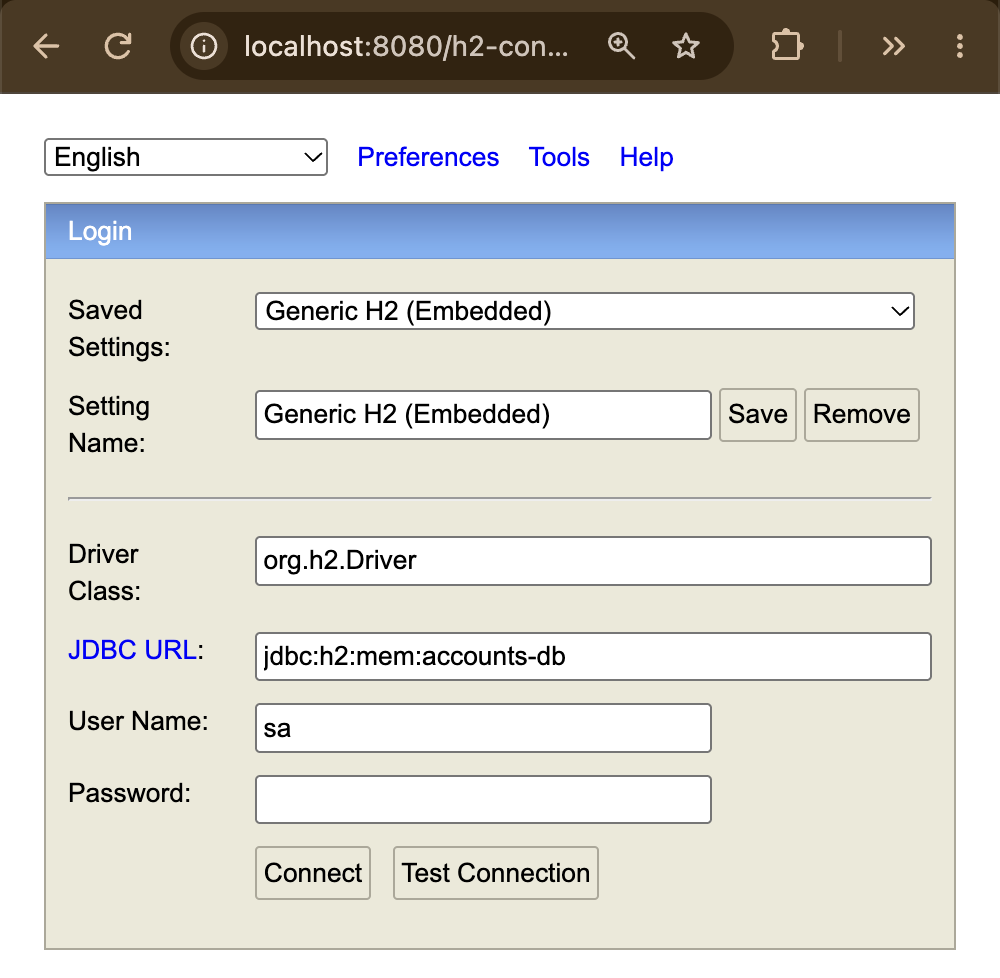 localhost:8080/h2-con...
English Preferences Tools Help
Login
Saved Settings: Generic H2 (Embedded)
Setting Name: Generic H2 (Embedded) Save Remove
Driver Class: org.h2.Driver
JDBC URL: jdbc:h2:mem:accounts-db
User Name: sa
Password:
Connect Test Connection